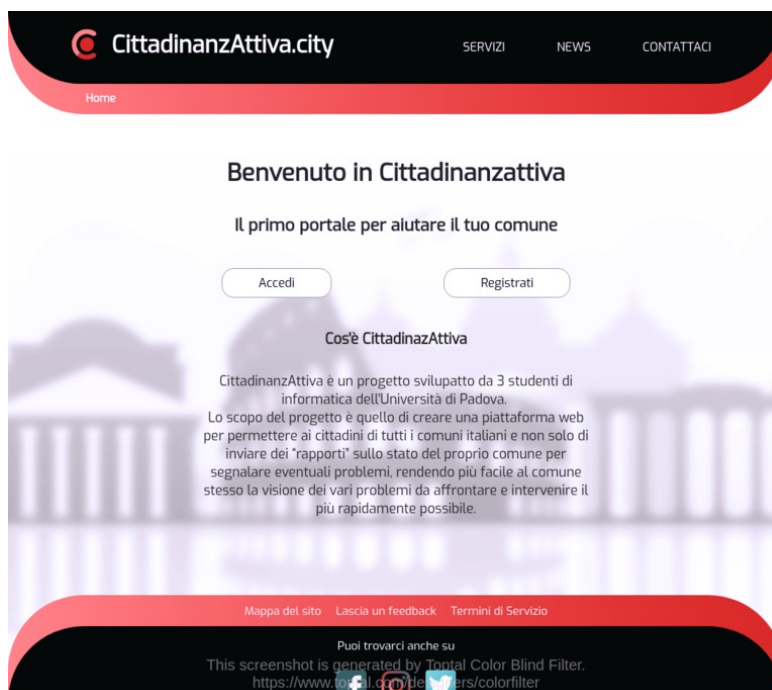 CittadinanzAttiva.city
SERVIZI
NEWS
CONTATTACI
Home
Benvenuto in Cittadinanzattiva
Il primo portale per aiutare il tuo comune
Accedi
Registrati
Cos'è CittadinazAttiva
CittadinanzAttiva è un progetto svilupatto da 3 studenti di
informatica dell'Università di Padova.
Lo scopo del progetto è quello di creare una piattaforma web
per permettere ai cittadini di tutti i comuni italiani e non solo di
inviare dei "rapporti" sullo stato del proprio comune per
segnalare eventuali problemi, rendendo più facile al comune
stesso la visione dei vari problemi da affrontare e intervenire il
più rapidamente possibile.
Mappa del sito
Lascia un feedback
Termini di Servizio
Puoi trovarci anche su
This screenshot is generated by Toptal Color Blind Filter.